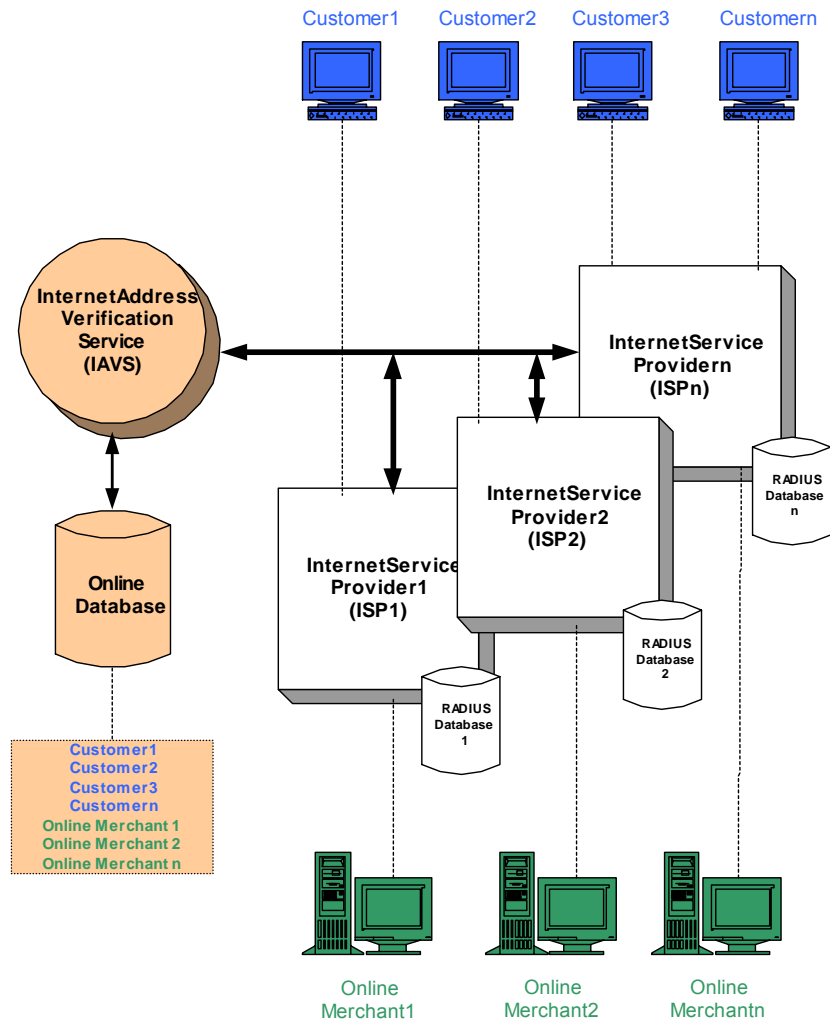 Customer1
Customer2
Customer3
Customern
InternetAddress
Verification
Service
(IAVS)
InternetService
Providern
(ISPn)
InternetService
Provider2
(ISP2)
InternetService
Provider1
(ISP1)
RADIUS
Database
n
RADIUS
Database
2
RADIUS
Database
1
Online
Database
Customer1
Customer2
Customer3
Customern
Online Merchant 1
Online Merchant 2
Online Merchant n
Online
Merchant1
Online
Merchant2
Online
Merchantn